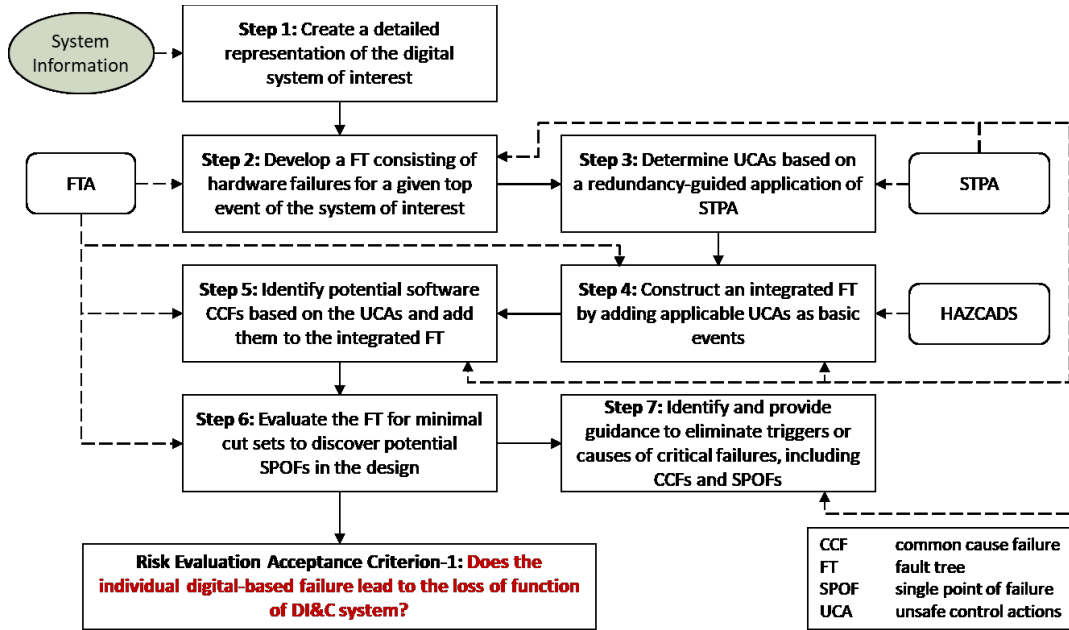 System
Information
Step 1: Create a detailed
representation of the digital
system of interest
FTA
Step 2: Develop a FT consisting of
hardware failures for a given top
event of the system of interest
Step 3: Determine UCAs based on
a redundancy-guided application of
STPA
STPA
Step 5: Identify potential software
CCFs based on the UCAs and add
them to the integrated FT
Step 4: Construct an integrated FT
by adding applicable UCAs as basic
events
HAZCADS
Step 6: Evaluate the FT for minimal
cut sets to discover potential
SPOFs in the design
Step 7: Identify and provide
guidance to eliminate triggers or
causes of critical failures, including
CCFs and SPOFs
Risk Evaluation Acceptance Criterion-1: Does the
individual digital-based failure lead to the loss of function
of DI&C system?
CCF common cause failure
FT fault tree
SPOF single point of failure
UCA unsafe control actions